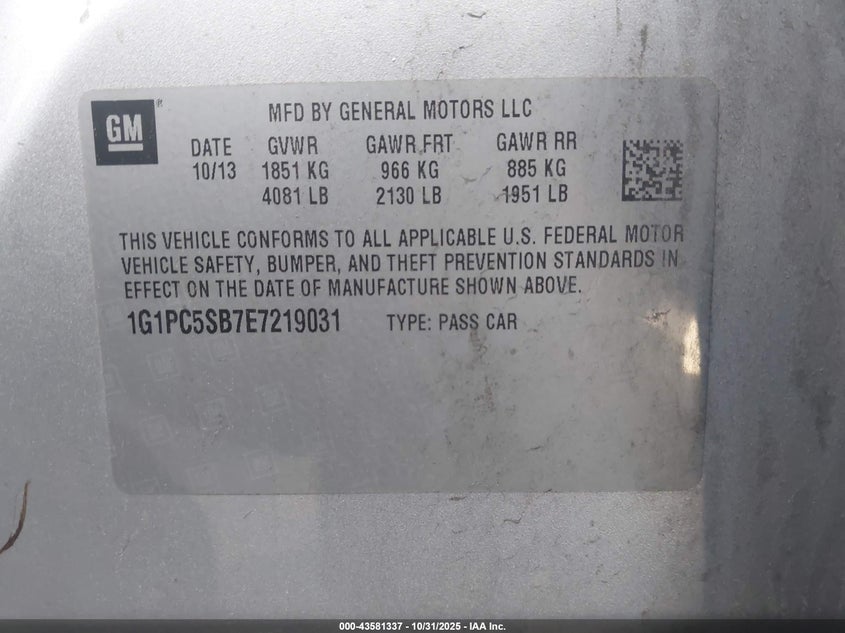 GM ®
MFD BY GENERAL MOTORS LLC
DATE GVWR GAWR FRT GAWR RR
10/13 1851 KG 966 KG 885 KG
4081 LB 2130 LB 1951 LB
THIS VEHICLE CONFORMS TO ALL APPLICABLE U.S. FEDERAL MOTOR
VEHICLE SAFETY, BUMPER, AND THEFT PREVENTION STANDARDS IN
EFFECT ON THE DATE OF MANUFACTURE SHOWN ABOVE.
1G1PC5SB7E7219031 TYPE: PASS CAR
000-43581337 - 10/31/2025 - IAA Inc.